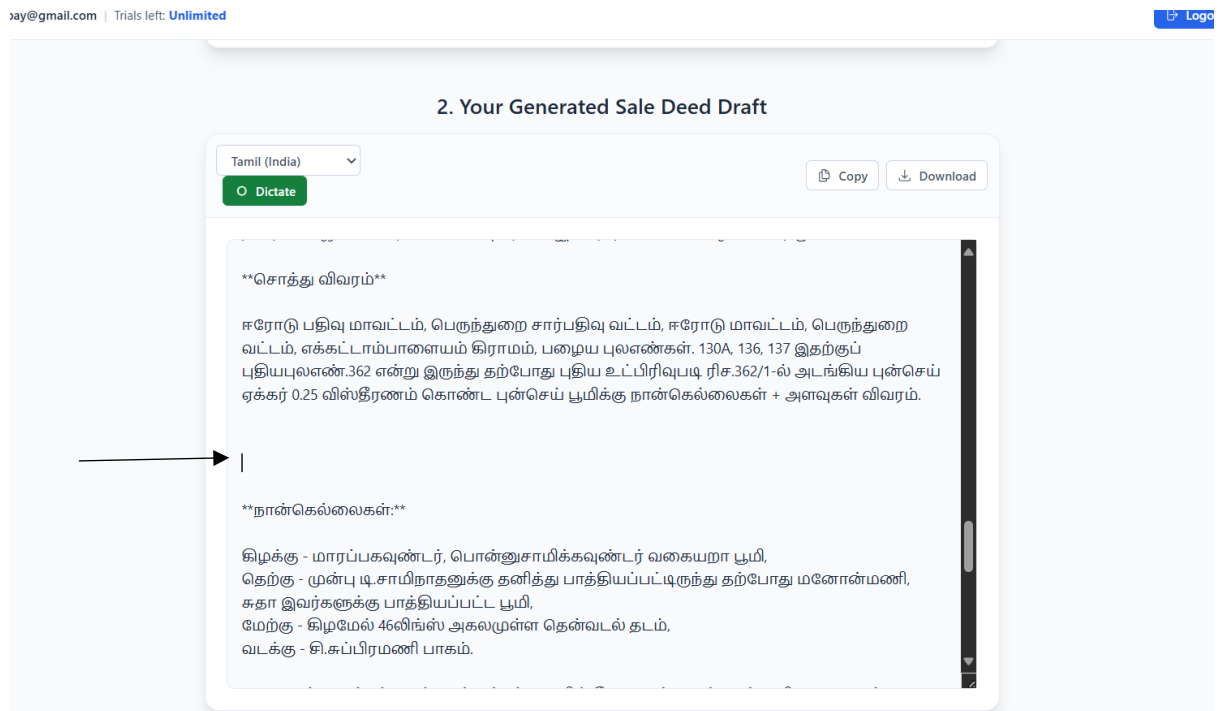 pay@gmail.com | Trials left: Unlimited
Logo
2. Your Generated Sale Deed Draft
Tamil (India)
Dictate
Copy
Download
**சொத்து விவரம்**
ஈரோடு பதிவு மாவட்டம், பெருந்துறை சார்பதிவு வட்டம், ஈரோடு மாவட்டம், பெருந்துறை
வட்டம், எக்கட்டாம்பாளையம் கிராமம், பழைய புலஎண்கள். 130A, 136, 137 இதற்குப்
புதியபுலஎண்.362 என்று இருந்து தற்போது புதிய உட்பிரிவுபடி ரிச.362/1-ல் அடங்கிய புன்செய்
ஏக்கர் 0.25 விஸ்தீரணம் கொண்ட புன்செய் பூமிக்கு நான்கெல்லைகள் + அளவுகள் விவரம்.
**நான்கெல்லைகள்:**
கிழக்கு - மாரப்பகவுண்டர், பொன்னுசாமிக்கவுண்டர் வகையறா பூமி,
தெற்கு - முன்பு டி.சாமிநாதனுக்கு தனித்து பாத்தியப்பட்டிருந்து தற்போது மனோன்மணி,
சுதா இவர்களுக்கு பாத்தியப்பட்ட பூமி,
மேற்கு - கிழமேல் 46லிங்ஸ் அகலமுள்ள தென்வடல் தடம்,
வடக்கு - சி.சுப்பிரமணி பாகம்.